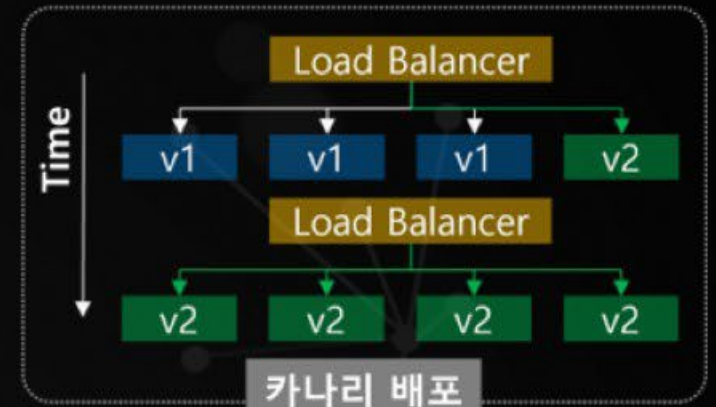 Load Balancer
Time
v1 v1 v1 v2
Load Balancer
v2 v2 v2 v2
카나리 배포